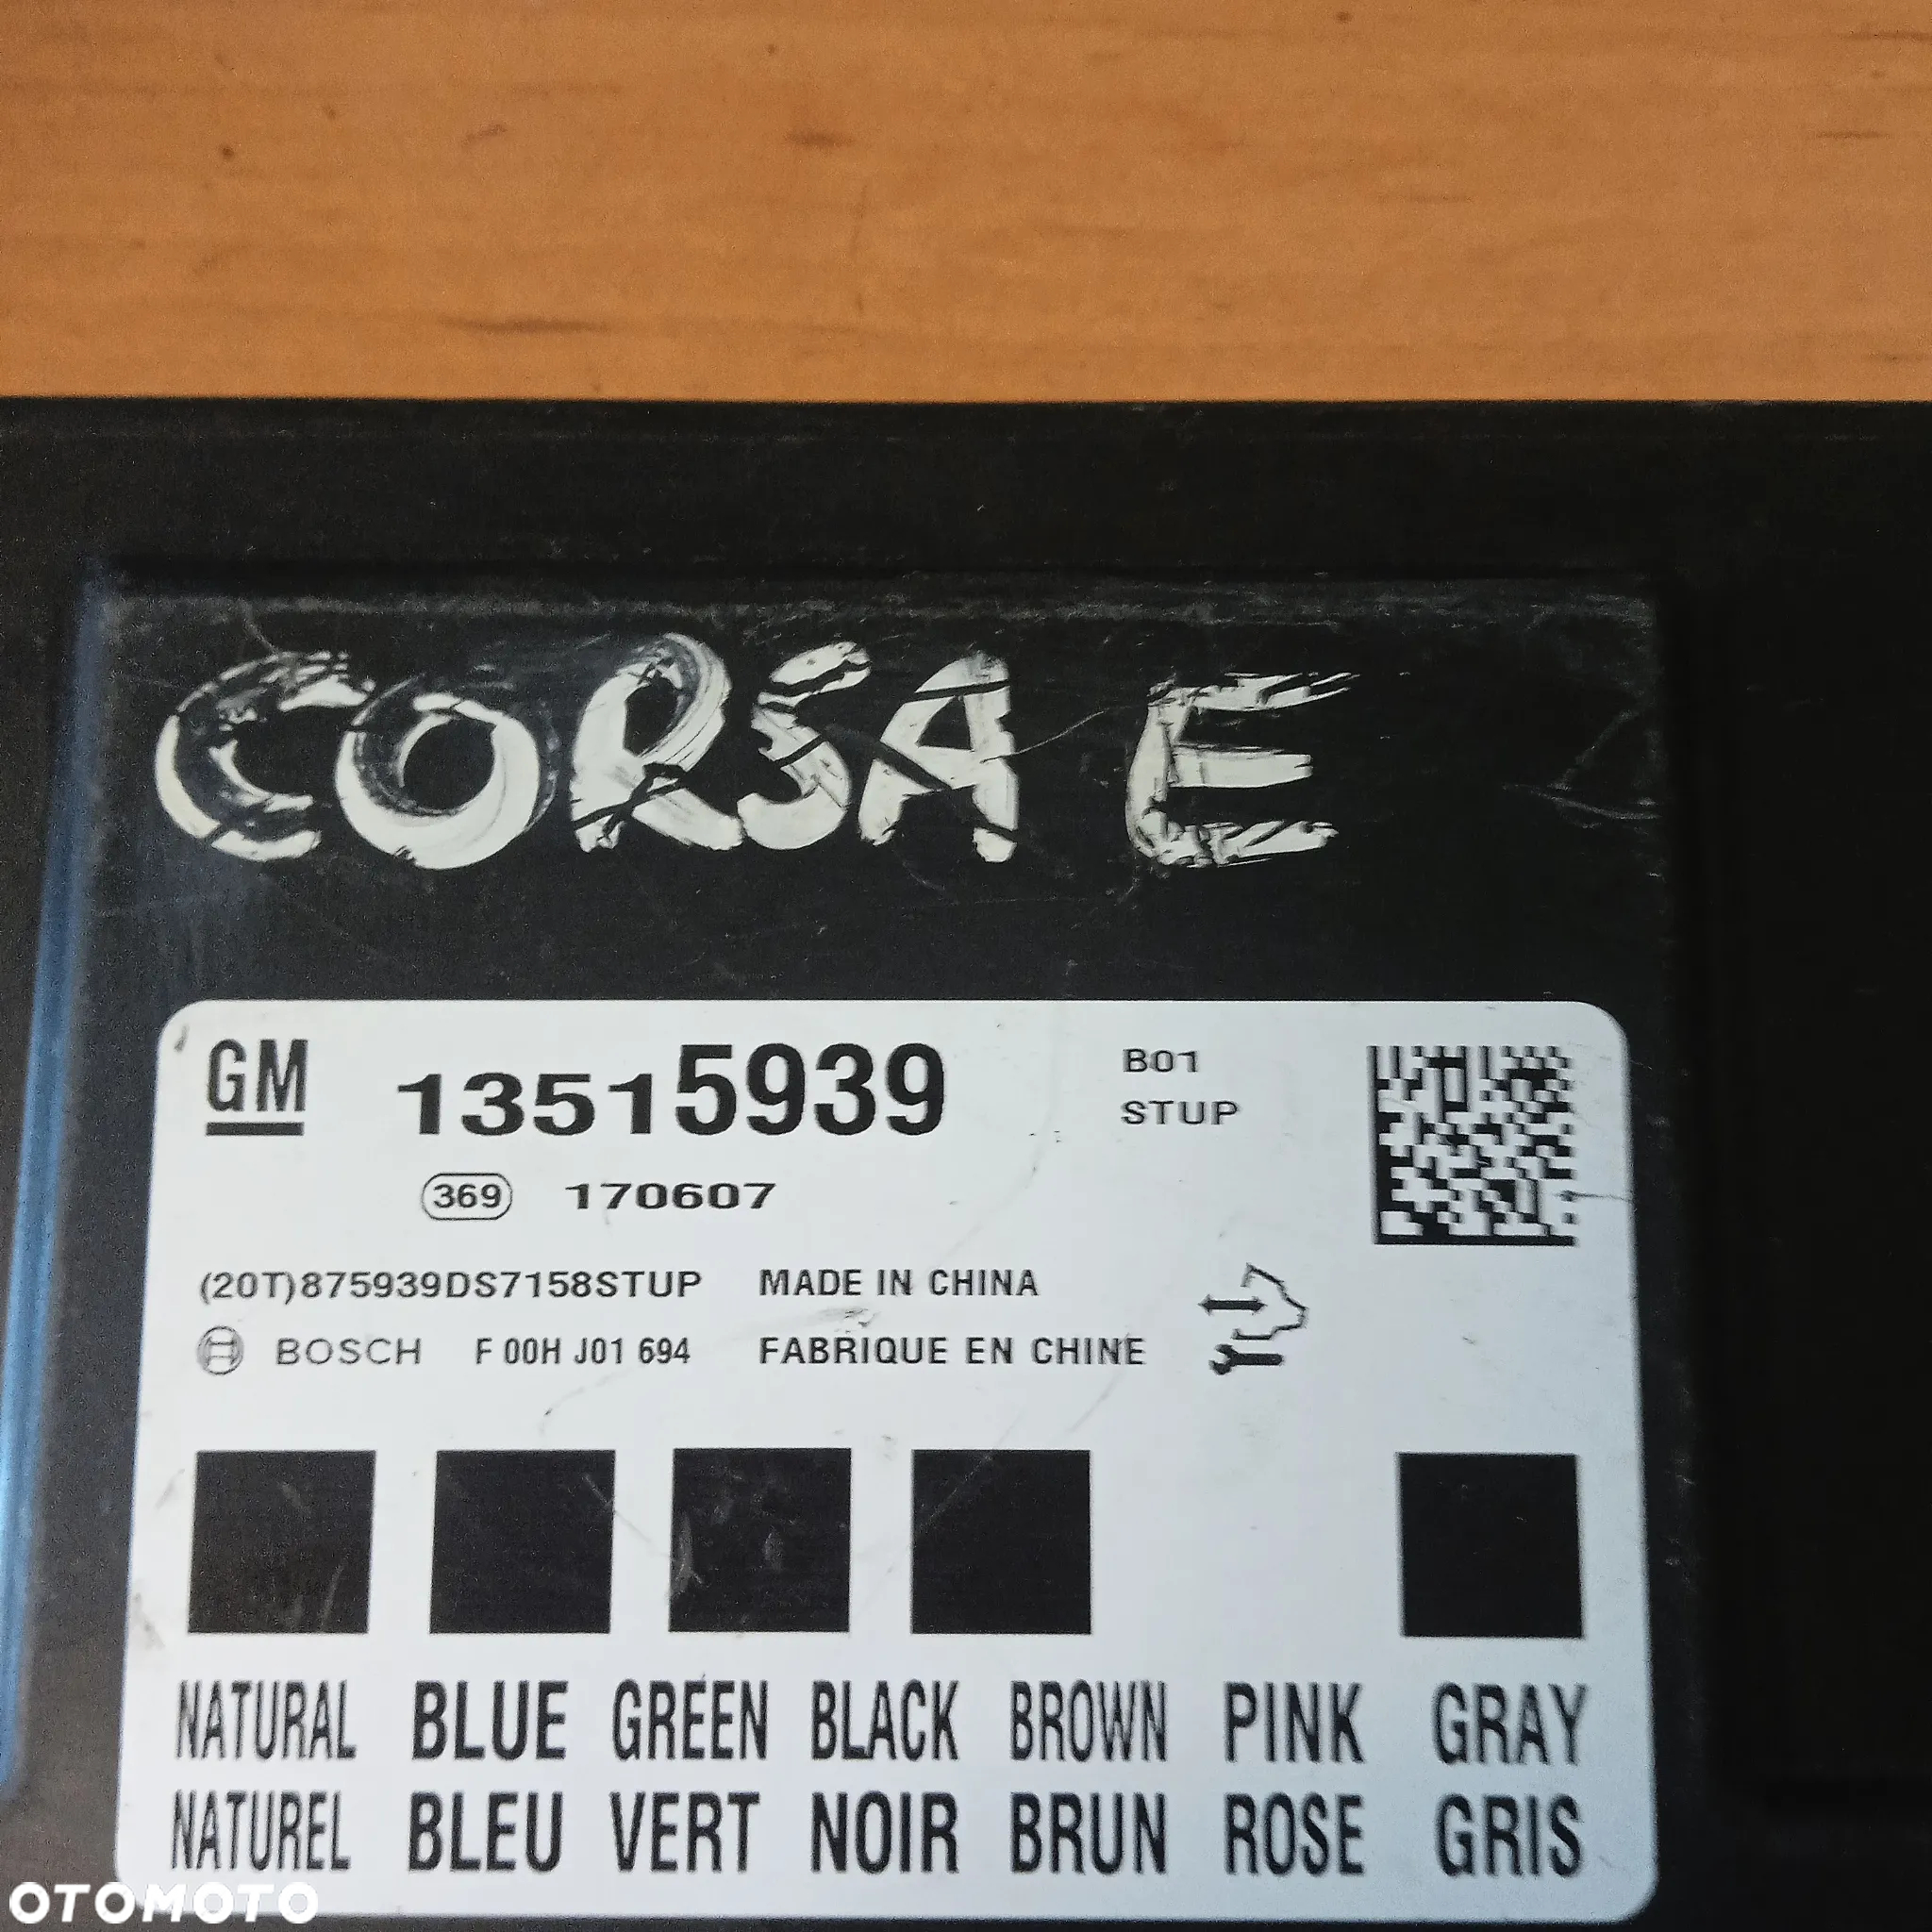 CORSA E
GM 13515939 B01
STUP
369 170607
(20T)875939DS7158STUP MADE IN CHINA
BOSCH F 00H J01 694 FABRIQUE EN CHINE
NATURAL BLUE GREEN BLACK BROWN PINK GRAY
NATUREL BLEU VERT NOIR BRUN ROSE GRIS
OTOMOTO